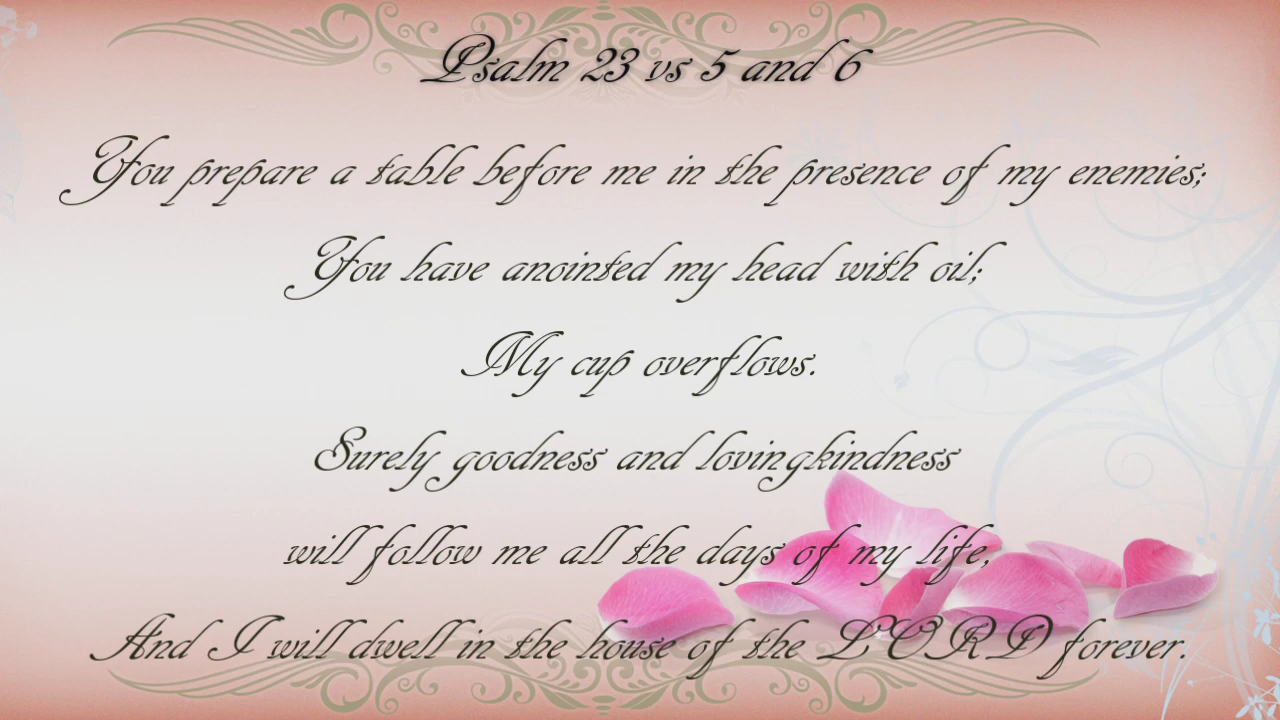 Psalm 23 vs 5 and 6
You prepare a table before me in the presence of my enemies;
You have anointed my head with oil;
My cup overflows.
Surely goodness and lovingkindness
will follow me all the days of my life,
And I will dwell in the house of the LORD forever.